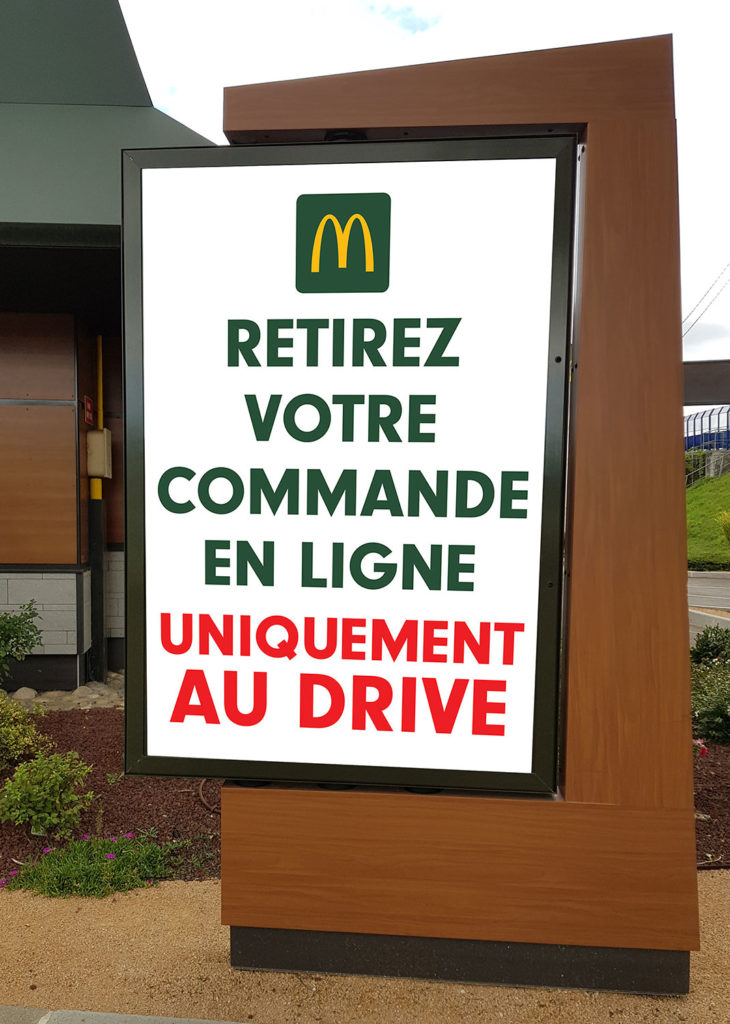 RETIREZ
VOTRE
COMMANDE
EN LIGNE
UNIQUEMENT
AU DRIVE